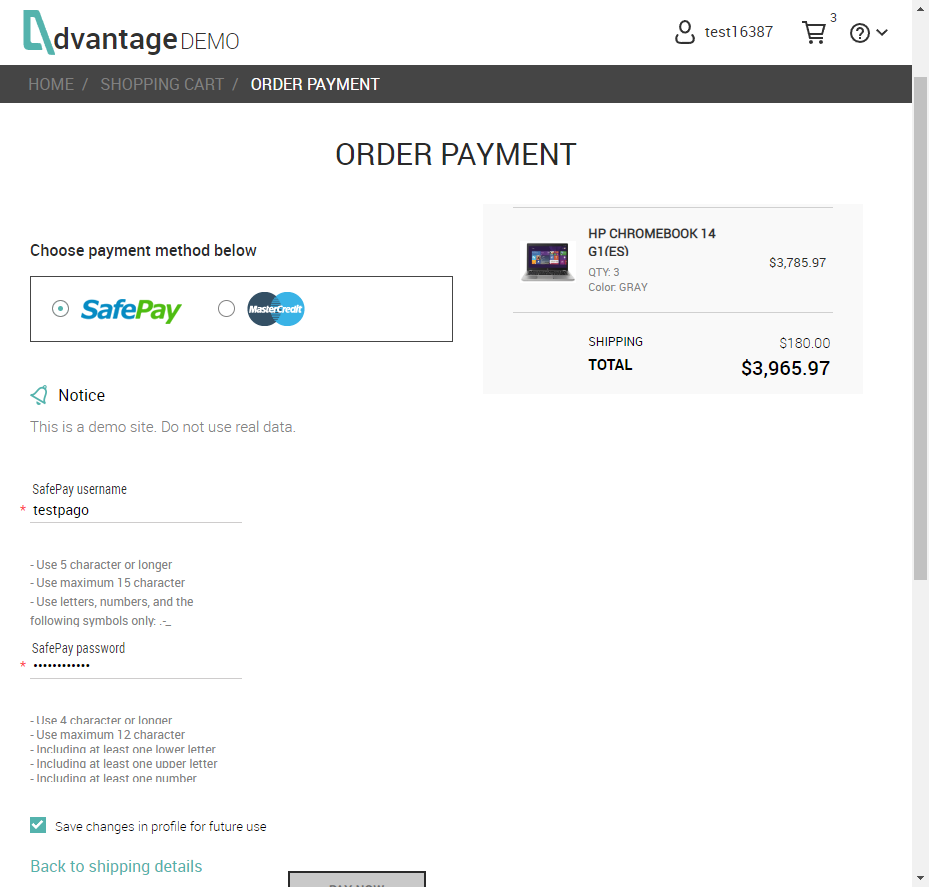 dvantage DEMO
test16387
3
HOME / SHOPPING CART / ORDER PAYMENT
ORDER PAYMENT
Choose payment method below
SafePay
MasterCredit
HP CHROMEBOOK 14
G1(ES)
QTY: 3
Color: GRAY
$3,785.97
SHIPPING $180.00
TOTAL $3,965.97
Notice
This is a demo site. Do not use real data.
SafePay username
* testpago
- Use 5 character or longer
- Use maximum 15 character
- Use letters, numbers, and the
following symbols only: .-_
SafePay password
* ••••••••••••
- Use 4 character or longer
- Use maximum 12 character
- Including at least one lower letter
- Including at least one upper letter
- Including at least one number
Save changes in profile for future use
Back to shipping details
PAY NOW